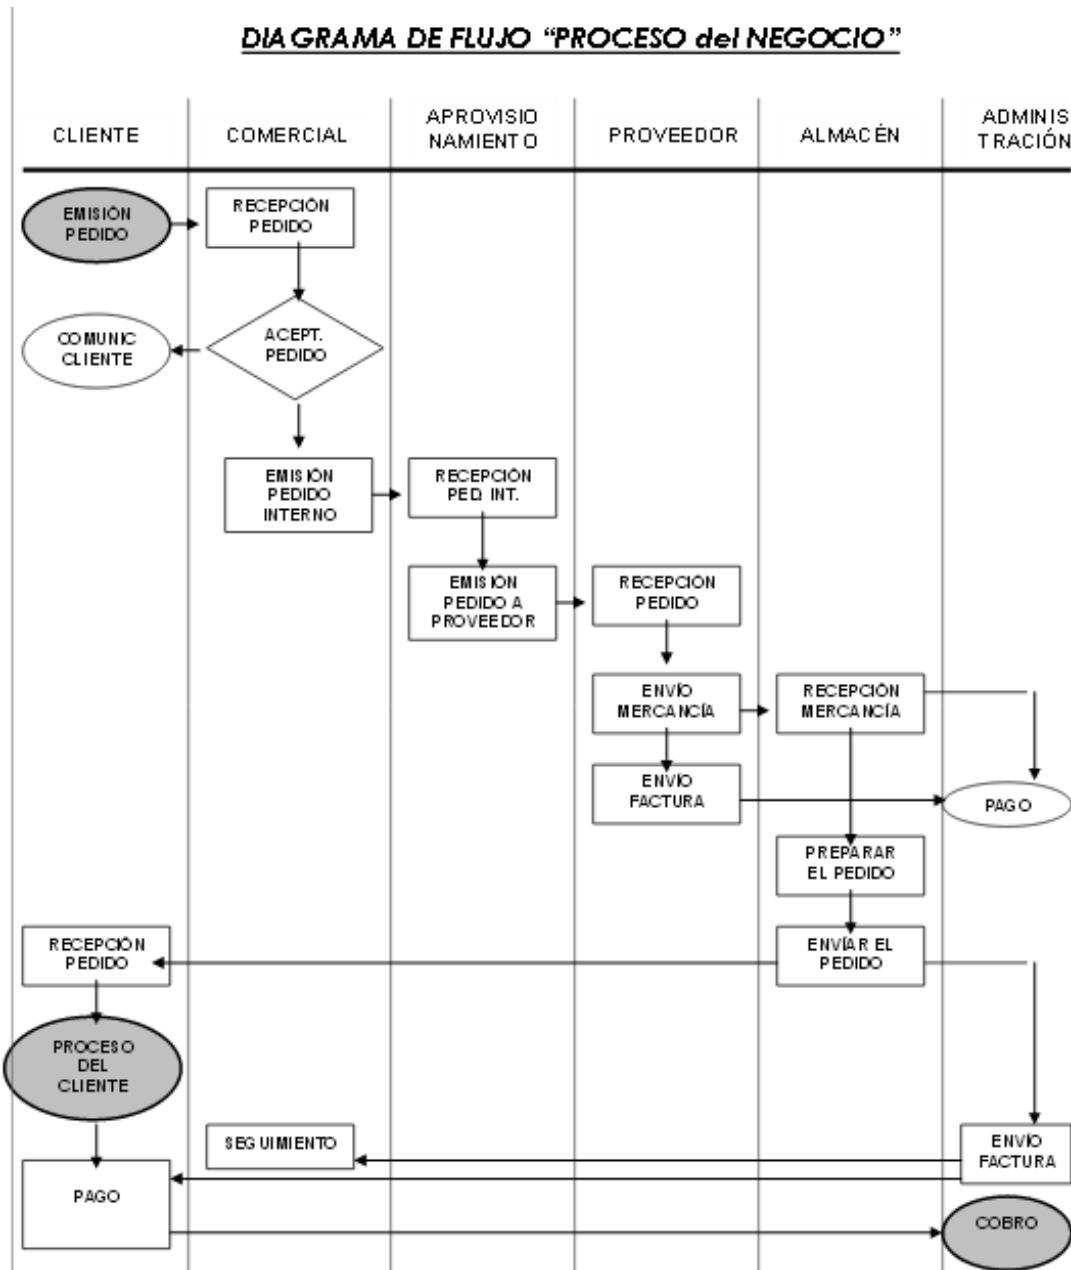 DIAGRAMA DE FLUJO “PROCESO del NEGOCIO”
CLIENTE
COMERCIAL
APROVISIO
NAMIENTO
PROVEEDOR
ALMACÉN
ADMINIS
TRACIÓN
EMISIÓN
PEDIDO
RECEPCIÓN
PEDIDO
COMUNIC
CLIENTE
ACEPT.
PEDIDO
EMISIÓN
PEDIDO
INTERNO
RECEPCIÓN
PED. INT.
EMISIÓN
PEDIDO A
PROVEEDOR
RECEPCIÓN
PEDIDO
ENVÍO
MERCANCÍA
RECEPCIÓN
MERCANCÍA
ENVÍO
FACTURA
PAGO
PREPARAR
EL PEDIDO
RECEPCIÓN
PEDIDO
ENVÍAR EL
PEDIDO
PROCESO
DEL
CLIENTE
SEGUIMIENTO
ENVÍO
FACTURA
PAGO
COBRO